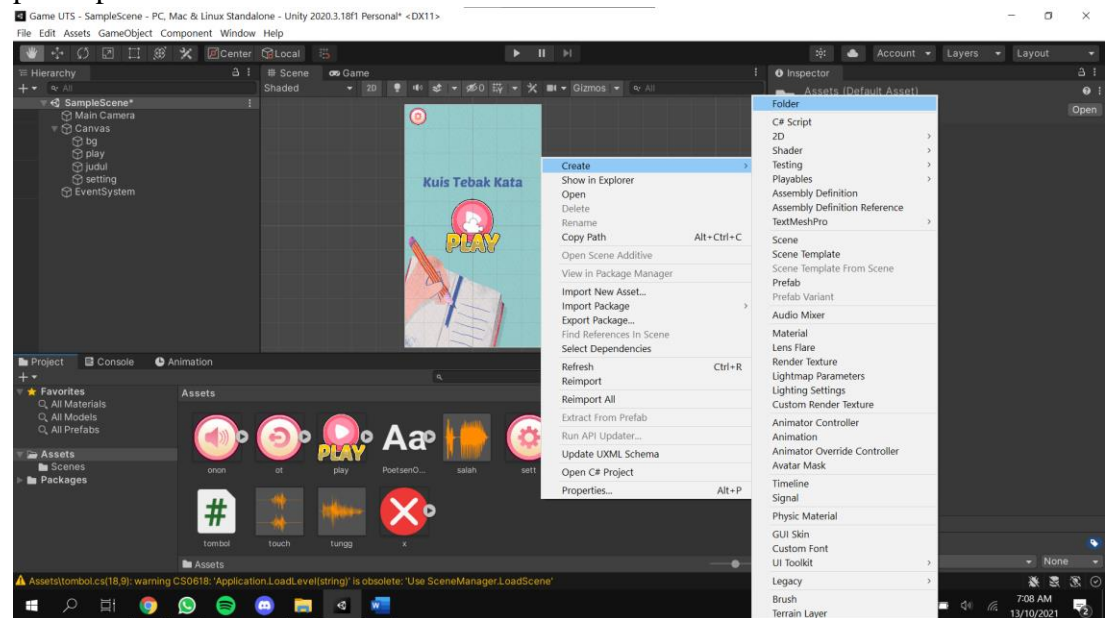 Game UTS - SampleScene - PC, Mac & Linux Standalone - Unity 2020.3.18f1 Personal* <DX11>
File Edit Assets GameObject Component Window Help
Center Local Account Layers Layout
Hierarchy
All
SampleScene*
Main Camera
Canvas
bg
play
judul
setting
EventSystem
Scene Game
Shaded 2D 0 Gizmos All
Kuis Tebak Kata
PLAY
Inspector
Assets (Default Asset)
Open
Create
Show in Explorer
Open
Delete
Rename
Copy Path Alt+Ctrl+C
Open Scene Additive
View in Package Manager
Import New Asset...
Import Package
Export Package...
Find References In Scene
Select Dependencies
Refresh Ctrl+R
Reimport
Reimport All
Extract From Prefab
Run API Updater...
Update UXML Schema
Open C# Project
Properties... Alt+P
Folder
C# Script
2D
Shader
Testing
Playables
Assembly Definition
Assembly Definition Reference
TextMeshPro
Scene
Scene Template
Scene Template From Scene
Prefab
Prefab Variant
Audio Mixer
Material
Lens Flare
Render Texture
Lightmap Parameters
Lighting Settings
Custom Render Texture
Animator Controller
Animation
Animator Override Controller
Avatar Mask
Timeline
Signal
Physic Material
GUI Skin
Custom Font
UI Toolkit
Legacy
Brush
Terrain Layer
Project Console Animation
Favorites
All Materials
All Models
All Prefabs
Assets
Scenes
Packages
Assets
PLAY
Aa
onon ot play PoetsenO... salah sett
#
tombol touch tungg x
Assets
None
Assets\tombol.cs(18,9): warning CS0618: 'Application.LoadLevel(string)' is obsolete: 'Use SceneManager.LoadScene'
7:08 AM
13/10/2021
2